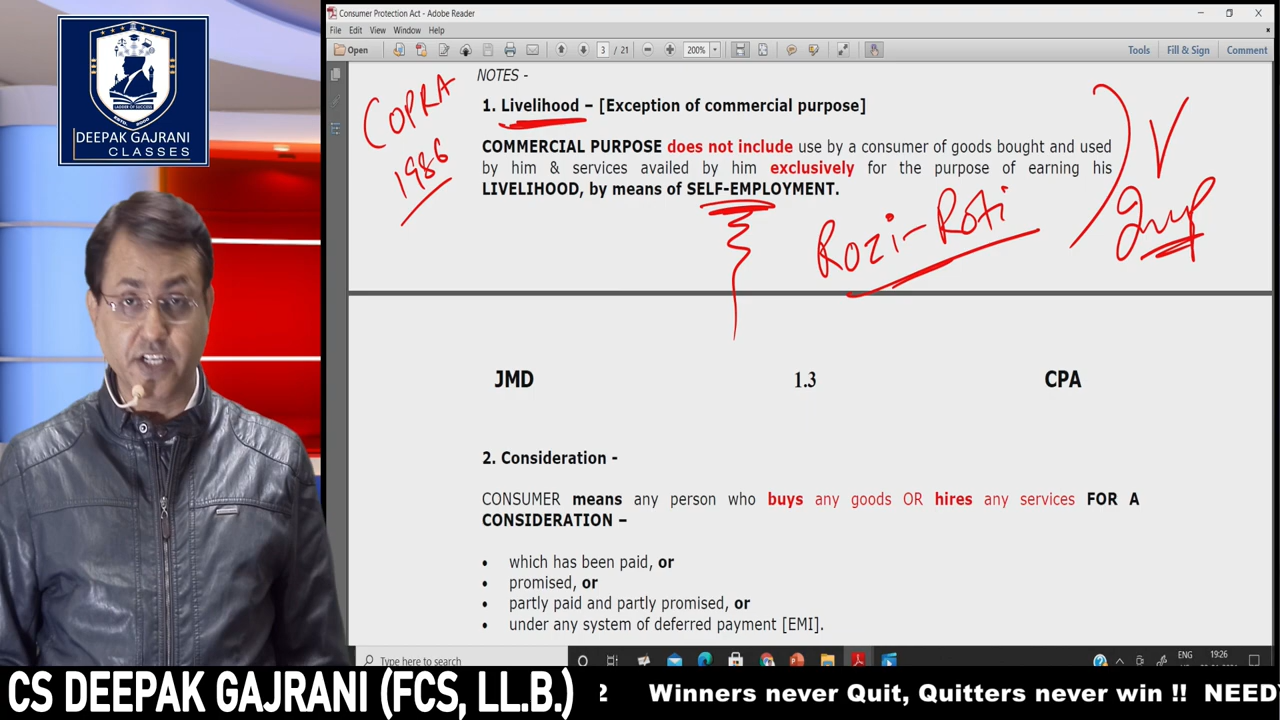 LADDER OF SUCCESS
DEEPAK GAJRANI
CLASSES
Consumer Protection Act - Adobe Reader
File Edit View Window Help
Open
3 / 21
200%
Tools Fill & Sign Comment
NOTES -
COPRA
1986
1. Livelihood – [Exception of commercial purpose]
COMMERCIAL PURPOSE does not include use by a consumer of goods bought and used
by him & services availed by him exclusively for the purpose of earning his
LIVELIHOOD, by means of SELF-EMPLOYMENT.
Rozi-Roti
V
Imp
JMD 1.3 CPA
2. Consideration -
CONSUMER means any person who buys any goods OR hires any services FOR A
CONSIDERATION –
• which has been paid, or
• promised, or
• partly paid and partly promised, or
• under any system of deferred payment [EMI].
Type here to search
ENG
19:26
CS DEEPAK GAJRANI (FCS, LL.B.)
2 Winners never Quit, Quitters never win !! NEED